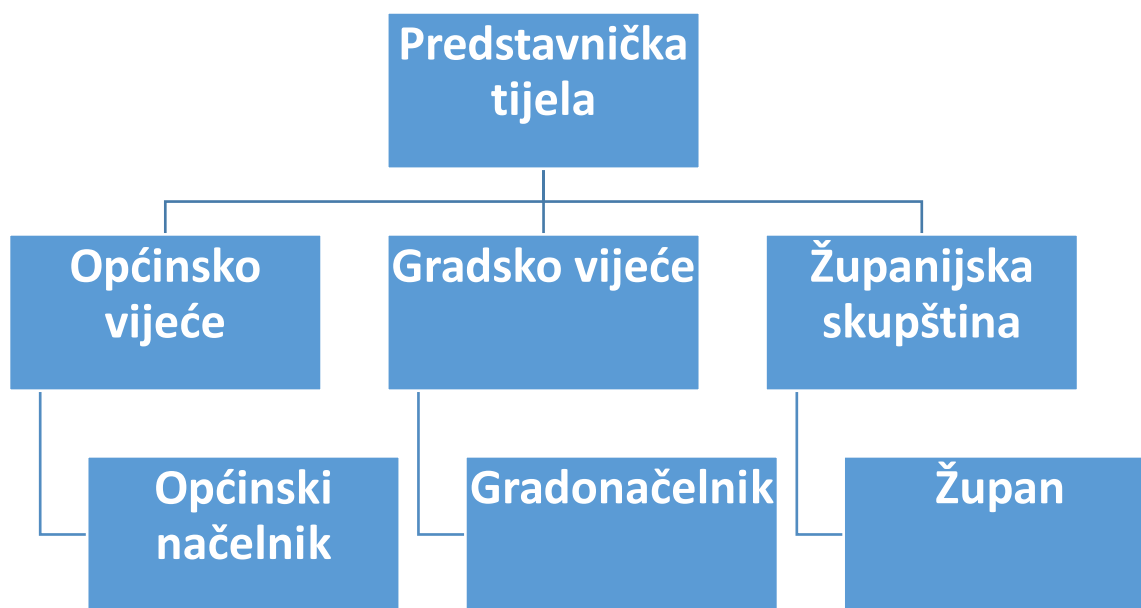 Predstavnička
tijela
Općinsko
vijeće
Gradsko vijeće
Županijska
skupština
Općinski
načelnik
Gradonačelnik
Župan